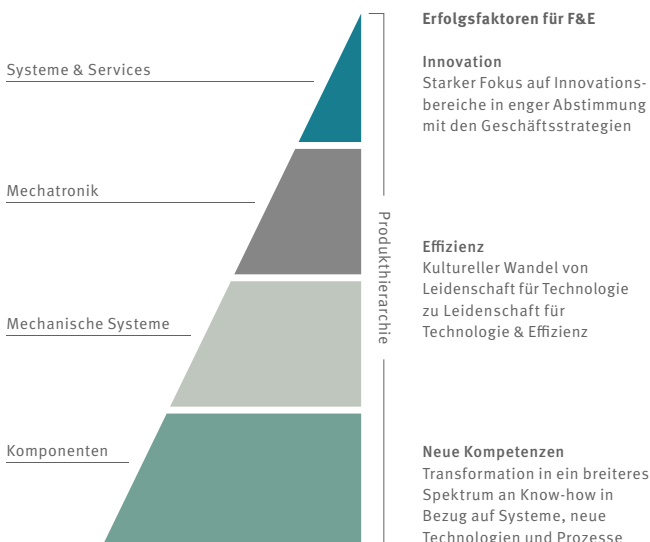 Systeme & Services
Mechatronik
Mechanische Systeme
Komponenten
Produkthierarchie
Erfolgsfaktoren für F&E
Innovation
Starker Fokus auf Innovations-
bereiche in enger Abstimmung
mit den Geschäftsstrategien
Effizienz
Kultureller Wandel von
Leidenschaft für Technologie
zu Leidenschaft für
Technologie & Effizienz
Neue Kompetenzen
Transformation in ein breiteres
Spektrum an Know-how in
Bezug auf Systeme, neue
Technologien und Prozesse